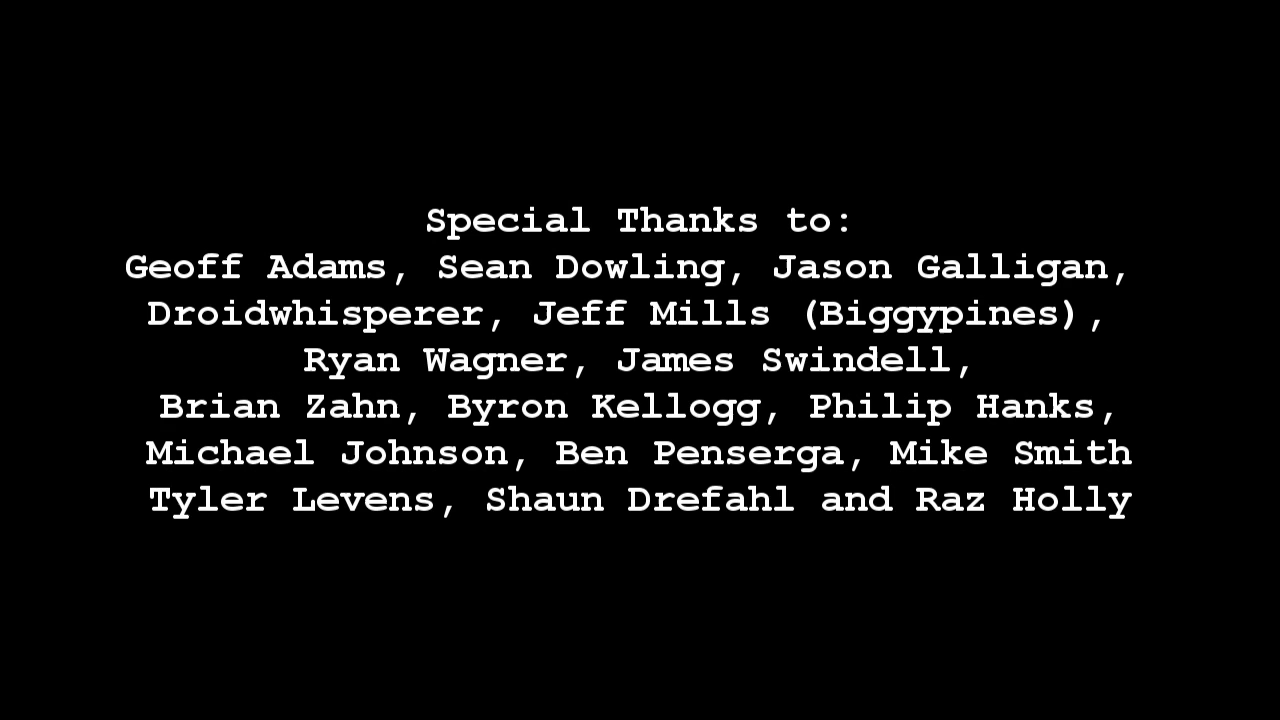 Special Thanks to:
Geoff Adams, Sean Dowling, Jason Galligan,
Droidwhisperer, Jeff Mills (Biggypines),
Ryan Wagner, James Swindell,
Brian Zahn, Byron Kellogg, Philip Hanks,
Michael Johnson, Ben Penserga, Mike Smith
Tyler Levens, Shaun Drefahl and Raz Holly